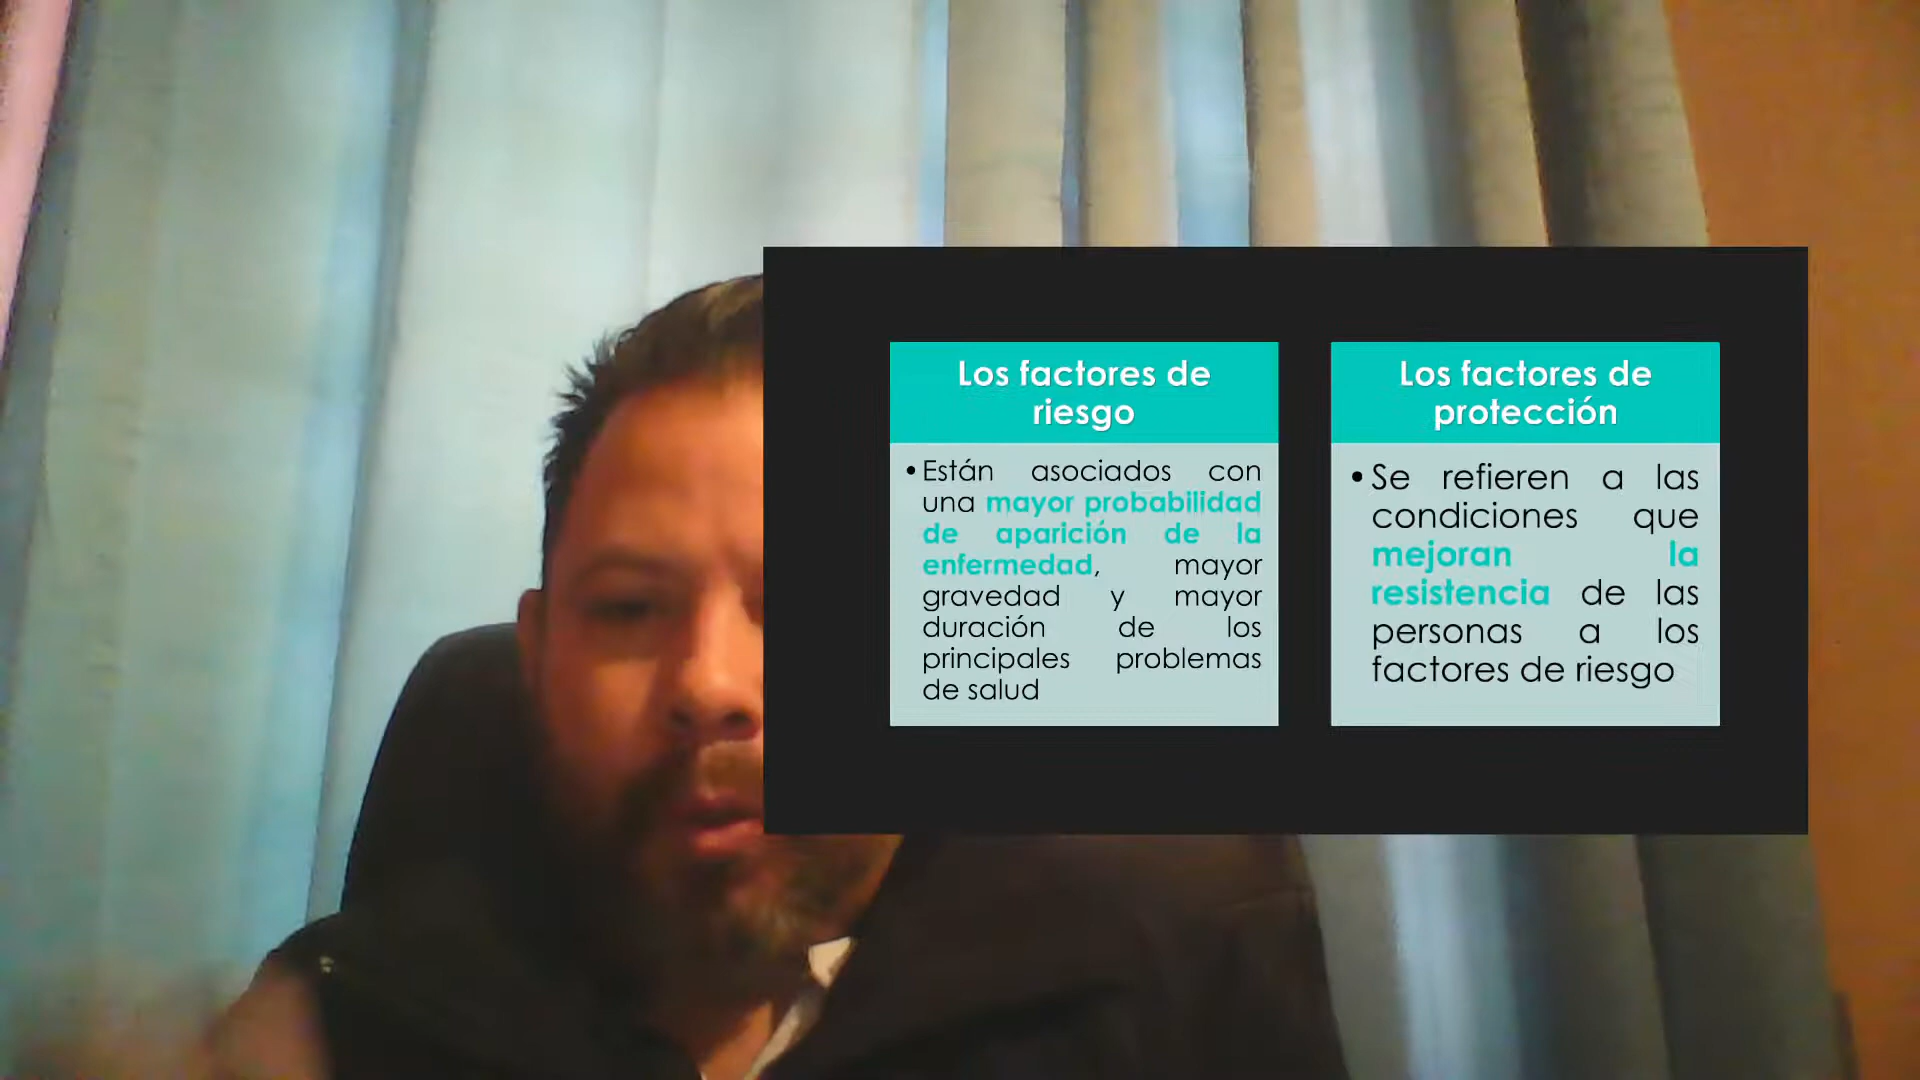 Los factores de
riesgo
• Están asociados con
una mayor probabilidad
de aparición de la
enfermedad, mayor
gravedad y mayor
duración de los
principales problemas
de salud
Los factores de
protección
• Se refieren a las
condiciones que
mejoran la
resistencia de las
personas a los
factores de riesgo